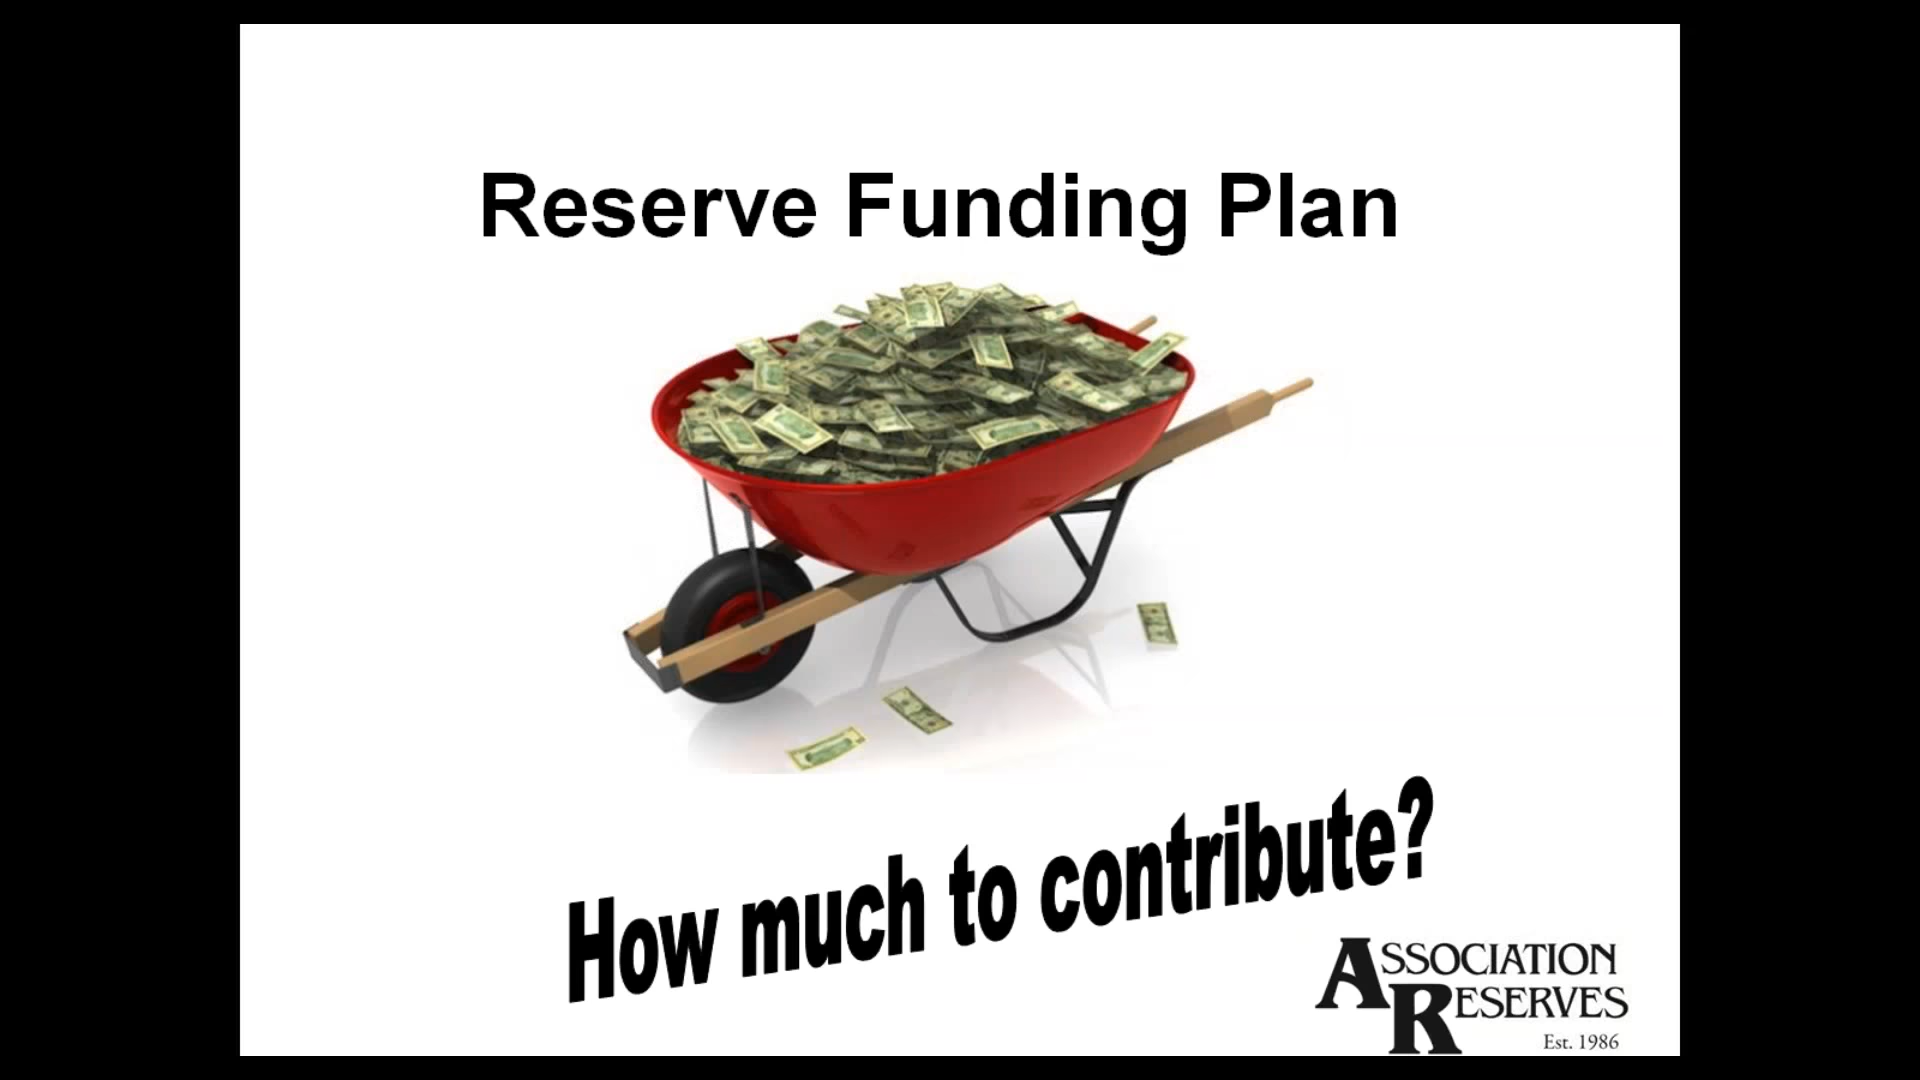 Reserve Funding Plan
How much to contribute?
ASSOCIATION
RESERVES
Est. 1986